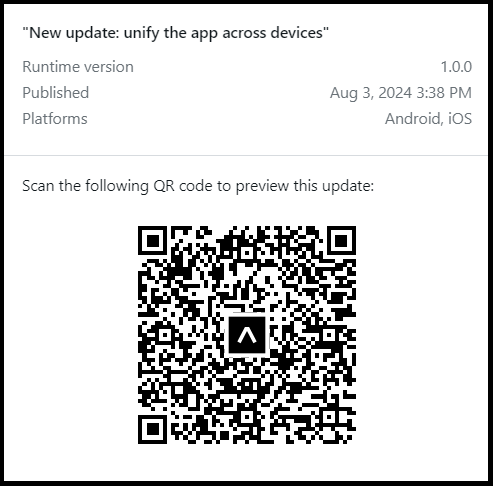 "New update: unify the app across devices"
Runtime version 1.0.0
Published Aug 3, 2024 3:38 PM
Platforms Android, iOS
Scan the following QR code to preview this update: